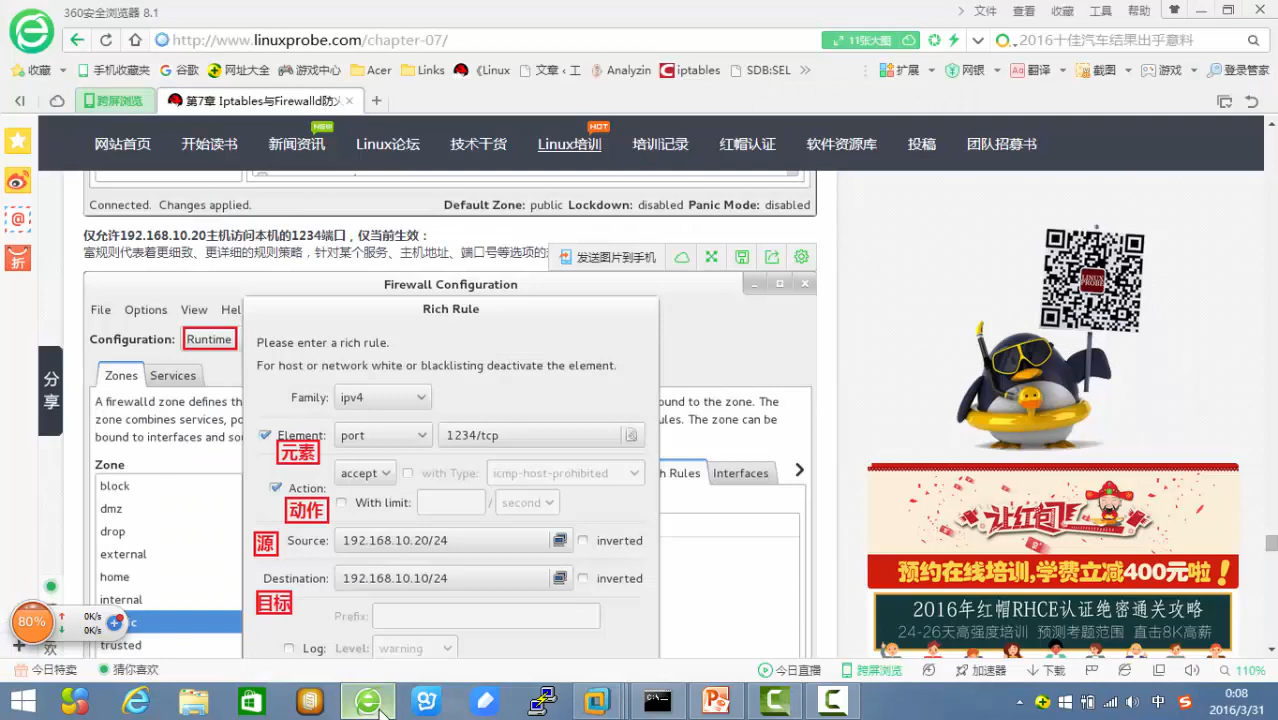 360安全浏览器 8.1
文件 查看 收藏 工具 帮助
http://www.linuxprobe.com/chapter-07/
11张大图
2016十佳汽车结果出乎意料
收藏 手机收藏夹 谷歌 网址大全 游戏中心 Acer Links 《Linux 文章 《 工 Analyzin iptables SDB:SEL »
扩展 网银 翻译 截图 游戏 登录管家
跨屏浏览 第7章 Iptables与Firewalld防火
NEW HOT
网站首页 开始读书 新闻资讯 Linux论坛 技术干货 Linux培训 培训记录 红帽认证 软件资源库 投稿 团队招募书
Connected. Changes applied.
Default Zone: public Lockdown: disabled Panic Mode: disabled
仅允许192.168.10.20主机访问本机的1234端口，仅当前生效：
富规则代表着更细致、更详细的规则策略，针对某个服务、主机地址、端口号等选项的
发送图片到手机
Firewall Configuration
File Options View Hel
Rich Rule
Configuration: Runtime
Please enter a rich rule.
For host or network white or blacklisting deactivate the element.
Zones Services
A firewalld zone defines th
zone combines services, po
bound to interfaces and so
bound to the zone. The
ules. The zone can be
Family: ipv4
Element: port 1234/tcp
元素
accept with Type: icmp-host-prohibited
Action:
动作
With limit: / second
h Rules Interfaces
源
Source: 192.168.10.20/24 inverted
Destination: 192.168.10.10/24 inverted
目标
Prefix:
Log: Level: warning
Zone
block
dmz
drop
external
home
internal
trusted
分
享
折
80%
0K/s
0K/s
欢
LINUX
PROBE
让红包飞
预约在线培训,学费立减400元啦！
2016年红帽RHCE认证绝密通关攻略
24-26天高强度培训 预测考题范围 直击8K高薪
今日特卖 猜你喜欢
今日直播 跨屏浏览 加速器 下载 110%
中
0:08
2016/3/31